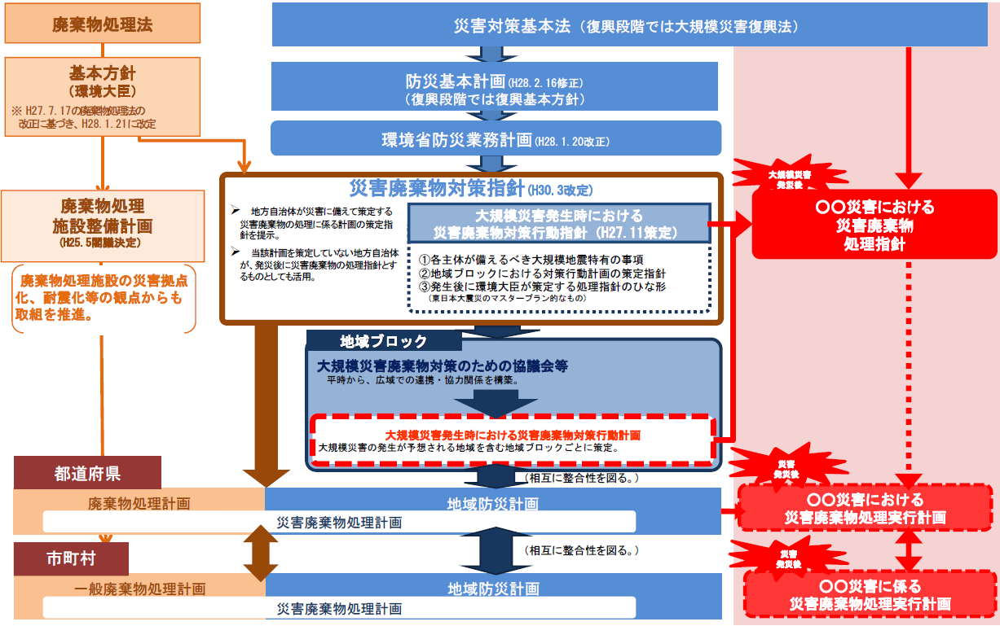 廃棄物処理法
基本方針
（環境大臣）
※ H27.7.17の廃棄物処理法の
改正に基づき、H28.1.21に改定
廃棄物処理
施設整備計画
（H25.5閣議決定）
廃棄物処理施設の災害拠点
化、耐震化等の観点からも
取組を推進。
災害対策基本法（復興段階では大規模災害復興法）
防災基本計画（H28.2.16修正）
（復興段階では復興基本方針）
環境省防災業務計画（H28.1.20改正）
災害廃棄物対策指針（H30.3改定）
➢ 地方自治体が災害に備えて策定する
災害廃棄物の処理に係る計画の策定指
針を提示。
➢ 当該計画を策定していない地方自治体
が、発災後に災害廃棄物の処理指針とす
るものとしても活用。
大規模災害発生時における
災害廃棄物対策行動指針（H27.11策定）
①各主体が備えるべき大規模地震特有の事項
②地域ブロックにおける対策行動計画の策定指針
③発生後に環境大臣が策定する処理指針のひな形
（東日本大震災のマスタープラン的なもの）
地域ブロック
大規模災害廃棄物対策のための協議会等
平時から、広域での連携・協力関係を構築。
大規模災害発生時における災害廃棄物対策行動計画
大規模災害の発生が予想される地域を含む地域ブロックごとに策定。
（相互に整合性を図る。）
都道府県
廃棄物処理計画
地域防災計画
災害廃棄物処理計画
（相互に整合性を図る。）
市町村
一般廃棄物処理計画
地域防災計画
災害廃棄物処理計画
大規模災害
発災後
〇〇災害における
災害廃棄物
処理指針
災害
発災後
〇〇災害における
災害廃棄物処理実行計画
災害
発災後
〇〇災害に係る
災害廃棄物処理実行計画